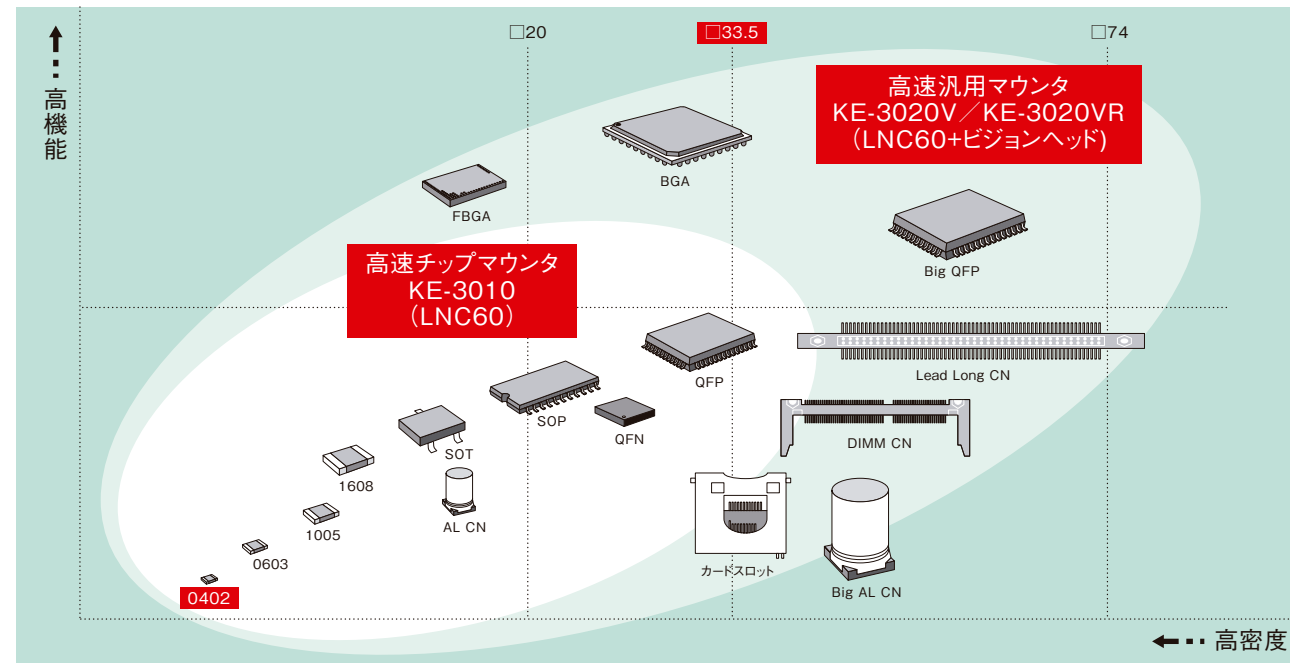 □20
□33.5
□74
高機能
高速汎用マウンタ
KE-3020V／KE-3020VR
（LNC60+ビジョンヘッド)
BGA
FBGA
Big QFP
高速チップマウンタ
KE-3010
（LNC60）
QFP
Lead Long CN
SOP
QFN
DIMM CN
SOT
1608
AL CN
1005
0603
カードスロット
0402
Big AL CN
高密度